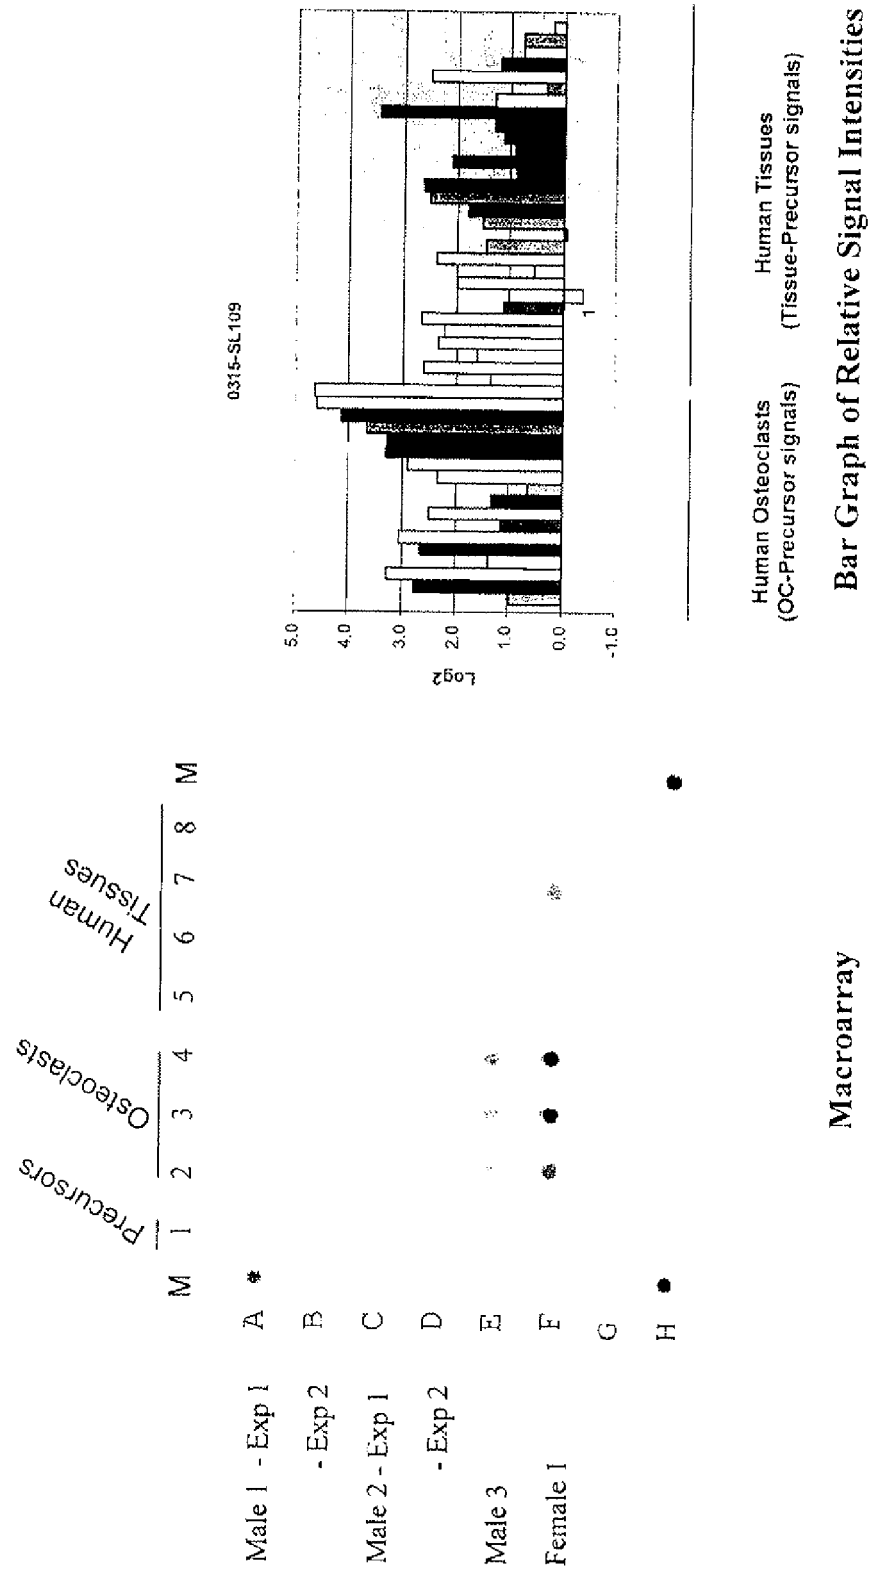 Precursors
Osteoclasts
Human
Tissues
M 1 2 3 4 5 6 7 8 M
Male 1 - Exp 1 A
- Exp 2 B
Male 2 - Exp 1 C
- Exp 2 D
Male 3 E
Female 1 F
G
H
Macroarray
0315-SL109
Log2
5.0
4.0
3.0
2.0
1.0
0.0
-1.0
1
Human Osteoclasts
(OC-Precursor signals)
Human Tissues
(Tissue-Precursor signals)
Bar Graph of Relative Signal Intensities